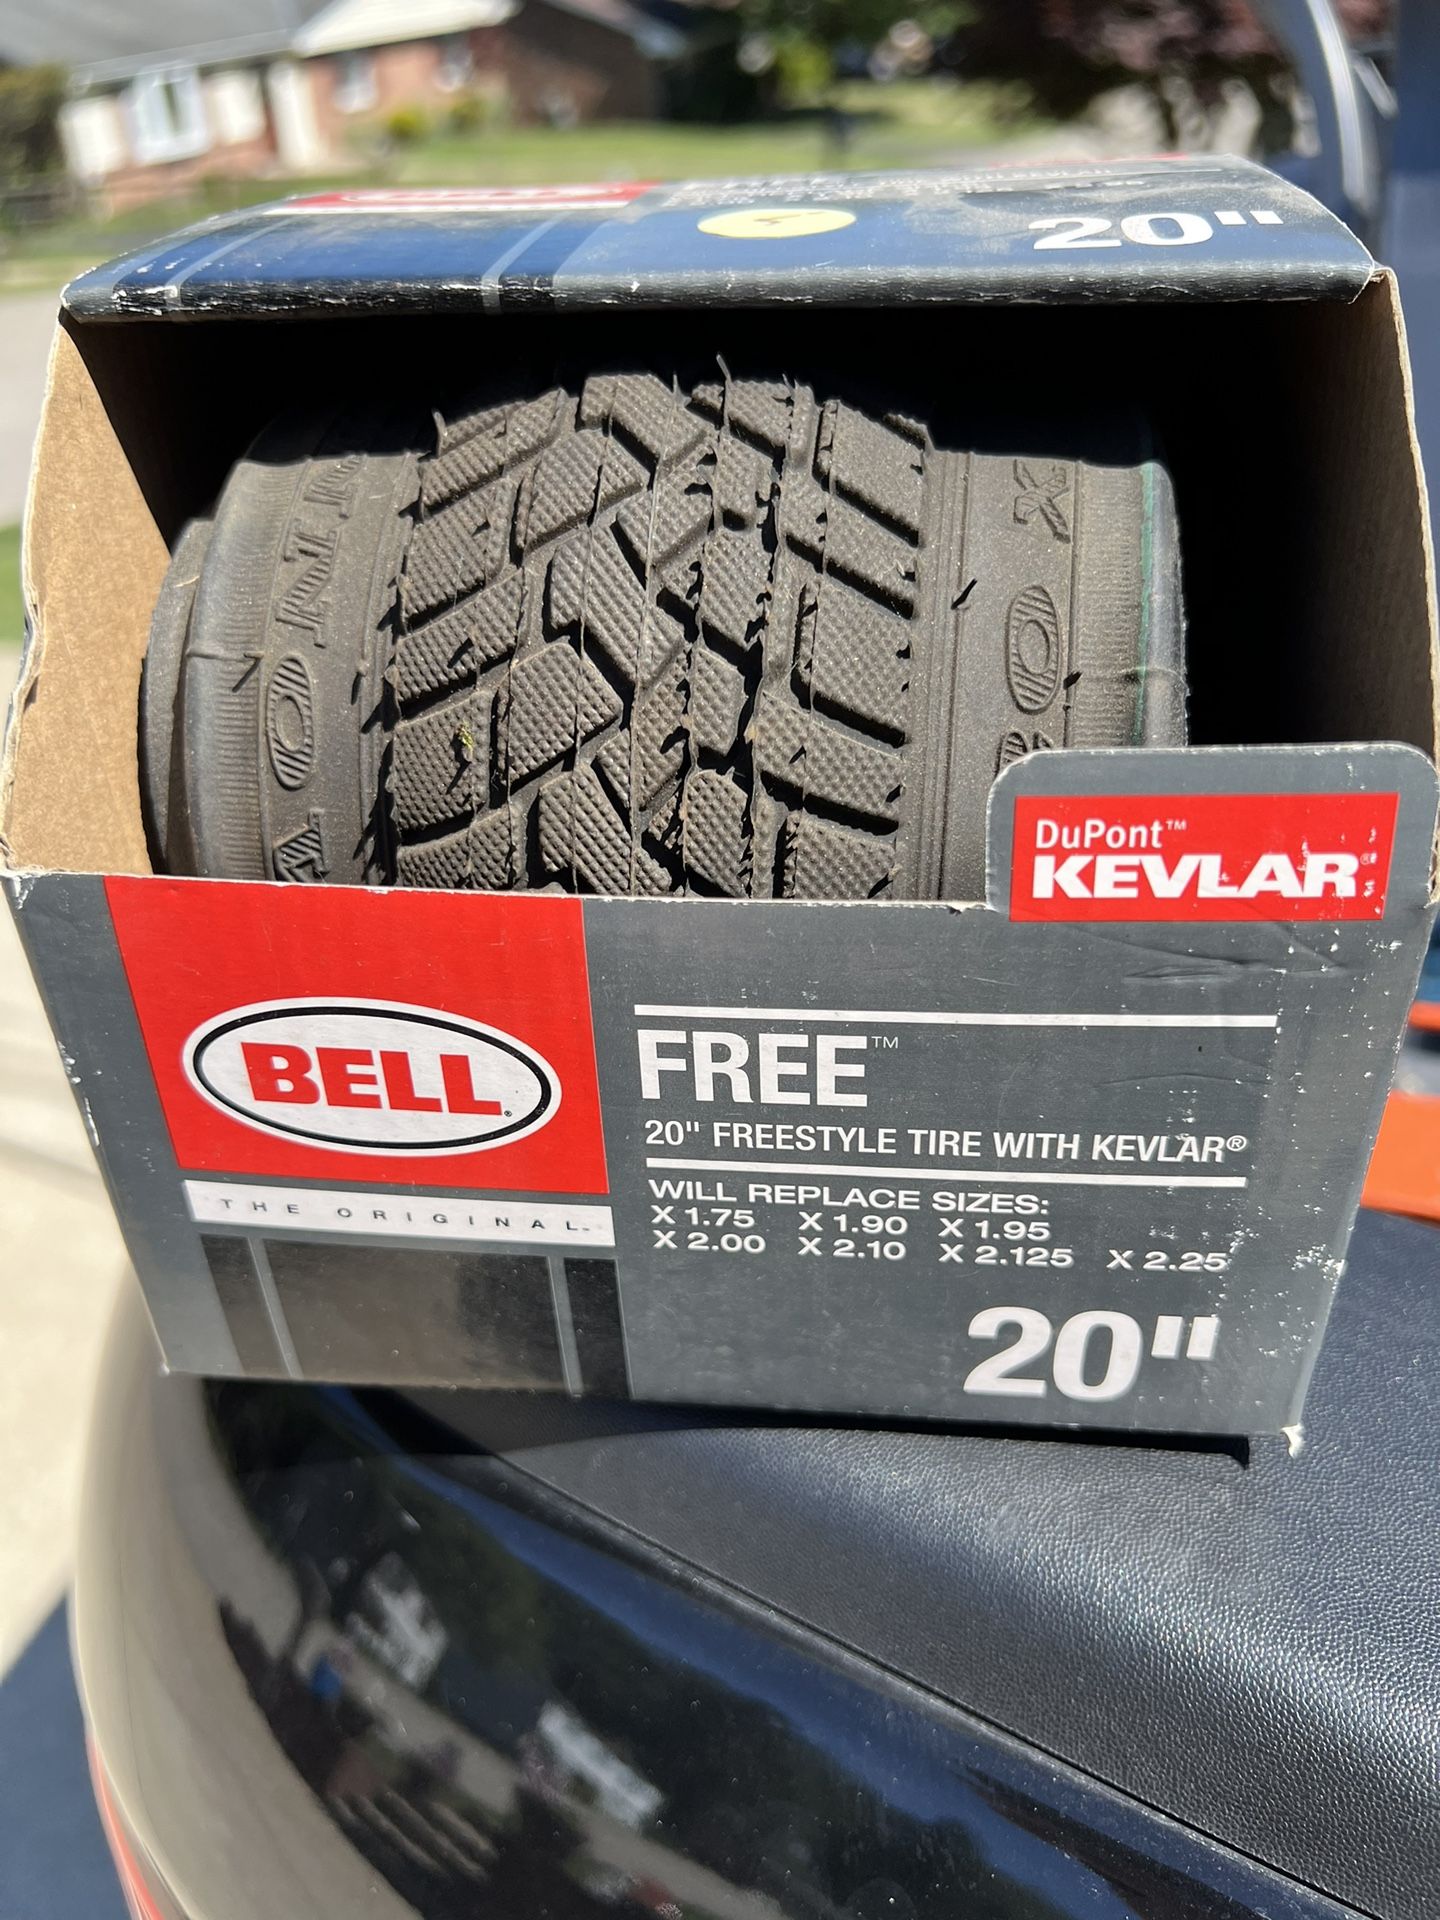 20"
DuPont™
KEVLAR®
BELL®
THE ORIGINAL™
FREE™
20" FREESTYLE TIRE WITH KEVLAR®
WILL REPLACE SIZES:
X 1.75 X 1.90 X 1.95
X 2.00 X 2.10 X 2.125 X 2.25
20"